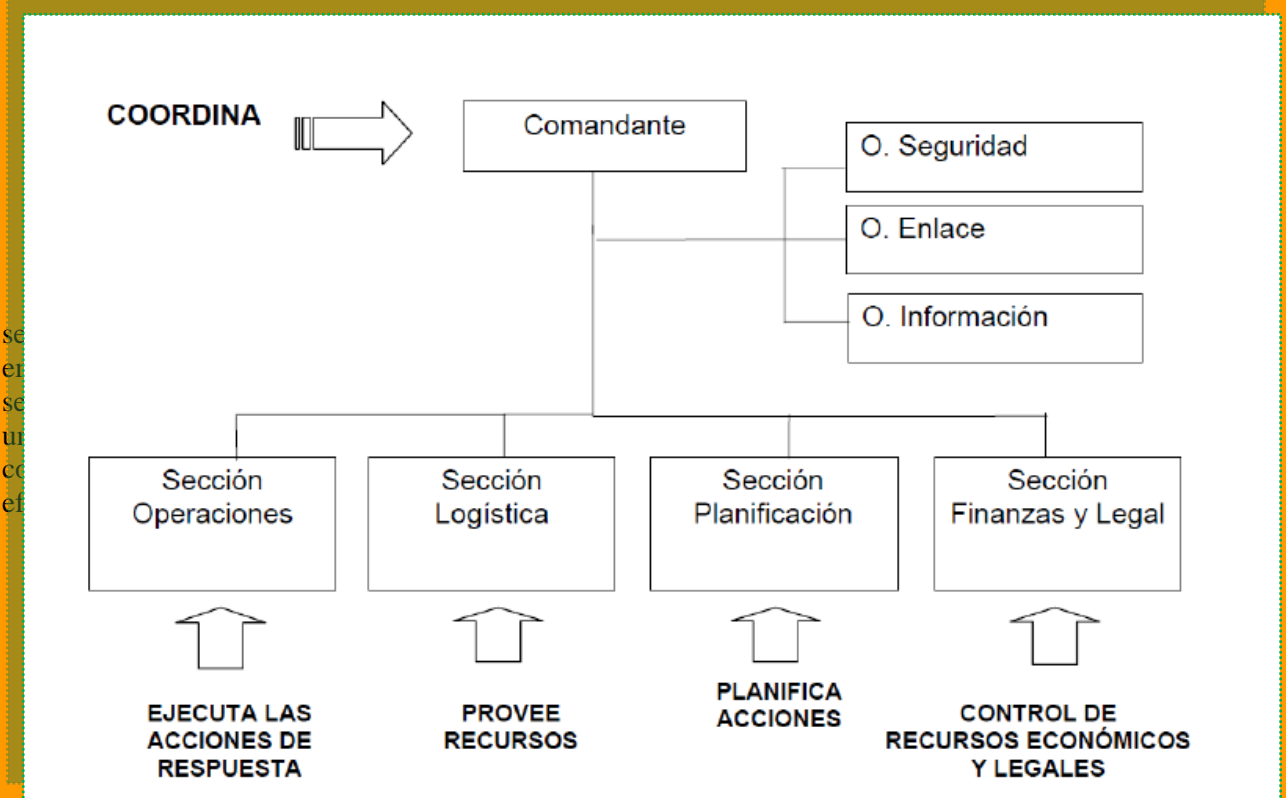 COORDINA
Comandante
O. Seguridad
O. Enlace
O. Información
Sección
Operaciones
Sección
Logística
Sección
Planificación
Sección
Finanzas y Legal
EJECUTA LAS
ACCIONES DE
RESPUESTA
PROVEE
RECURSOS
PLANIFICA
ACCIONES
CONTROL DE
RECURSOS ECONÓMICOS
Y LEGALES